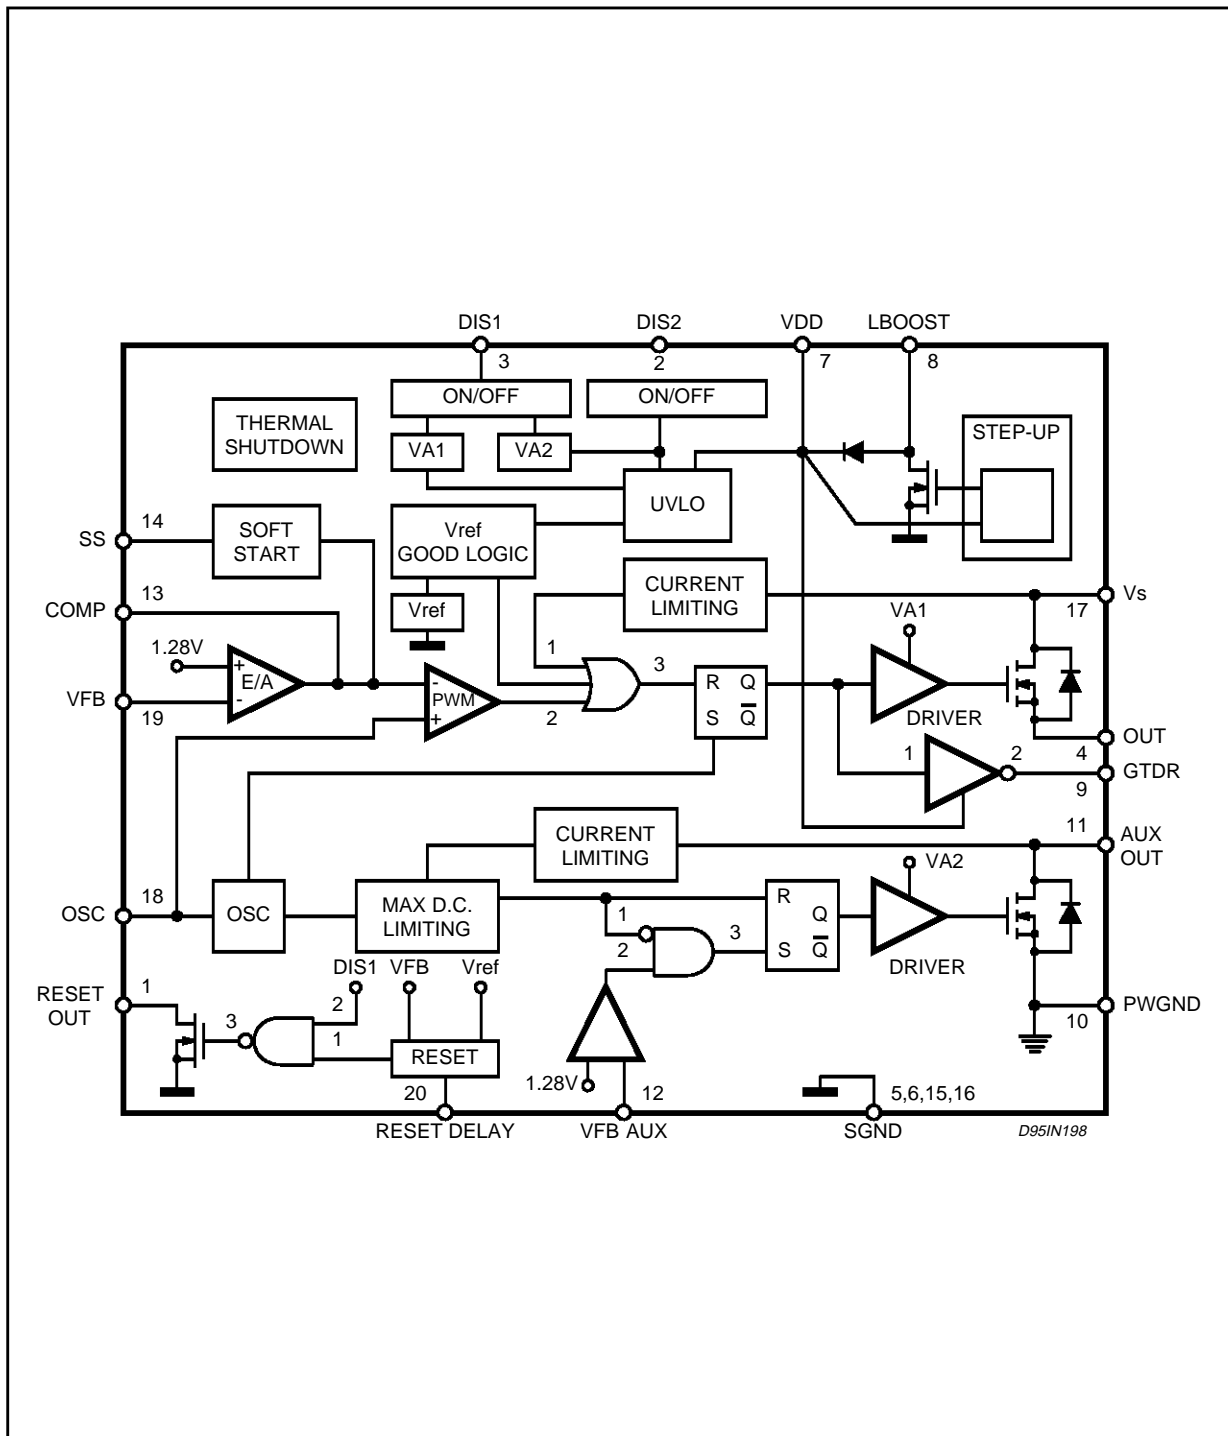 DIS1 DIS2 VDD LBOOST
3 2 7 8
THERMAL
SHUTDOWN
ON/OFF
ON/OFF
VA1
VA2
UVLO
STEP-UP
SS
14
SOFT
START
Vref
GOOD LOGIC
Vref
CURRENT
LIMITING
Vs
17
COMP
13
1.28V
+
E/A
-
VFB
19
-
PWM
+
1
2
3
R Q
S Q
VA1
DRIVER
OUT
4
1 2
GTDR
9
CURRENT
LIMITING
11
AUX
OUT
OSC
18
OSC
MAX D.C.
LIMITING
1
2
3
R
Q
S Q
VA2
DRIVER
DIS1 VFB Vref
RESET
OUT
1
3
2
1
RESET
20
1.28V
12
PWGND
10
5,6,15,16
RESET DELAY VFB AUX SGND
D95IN198